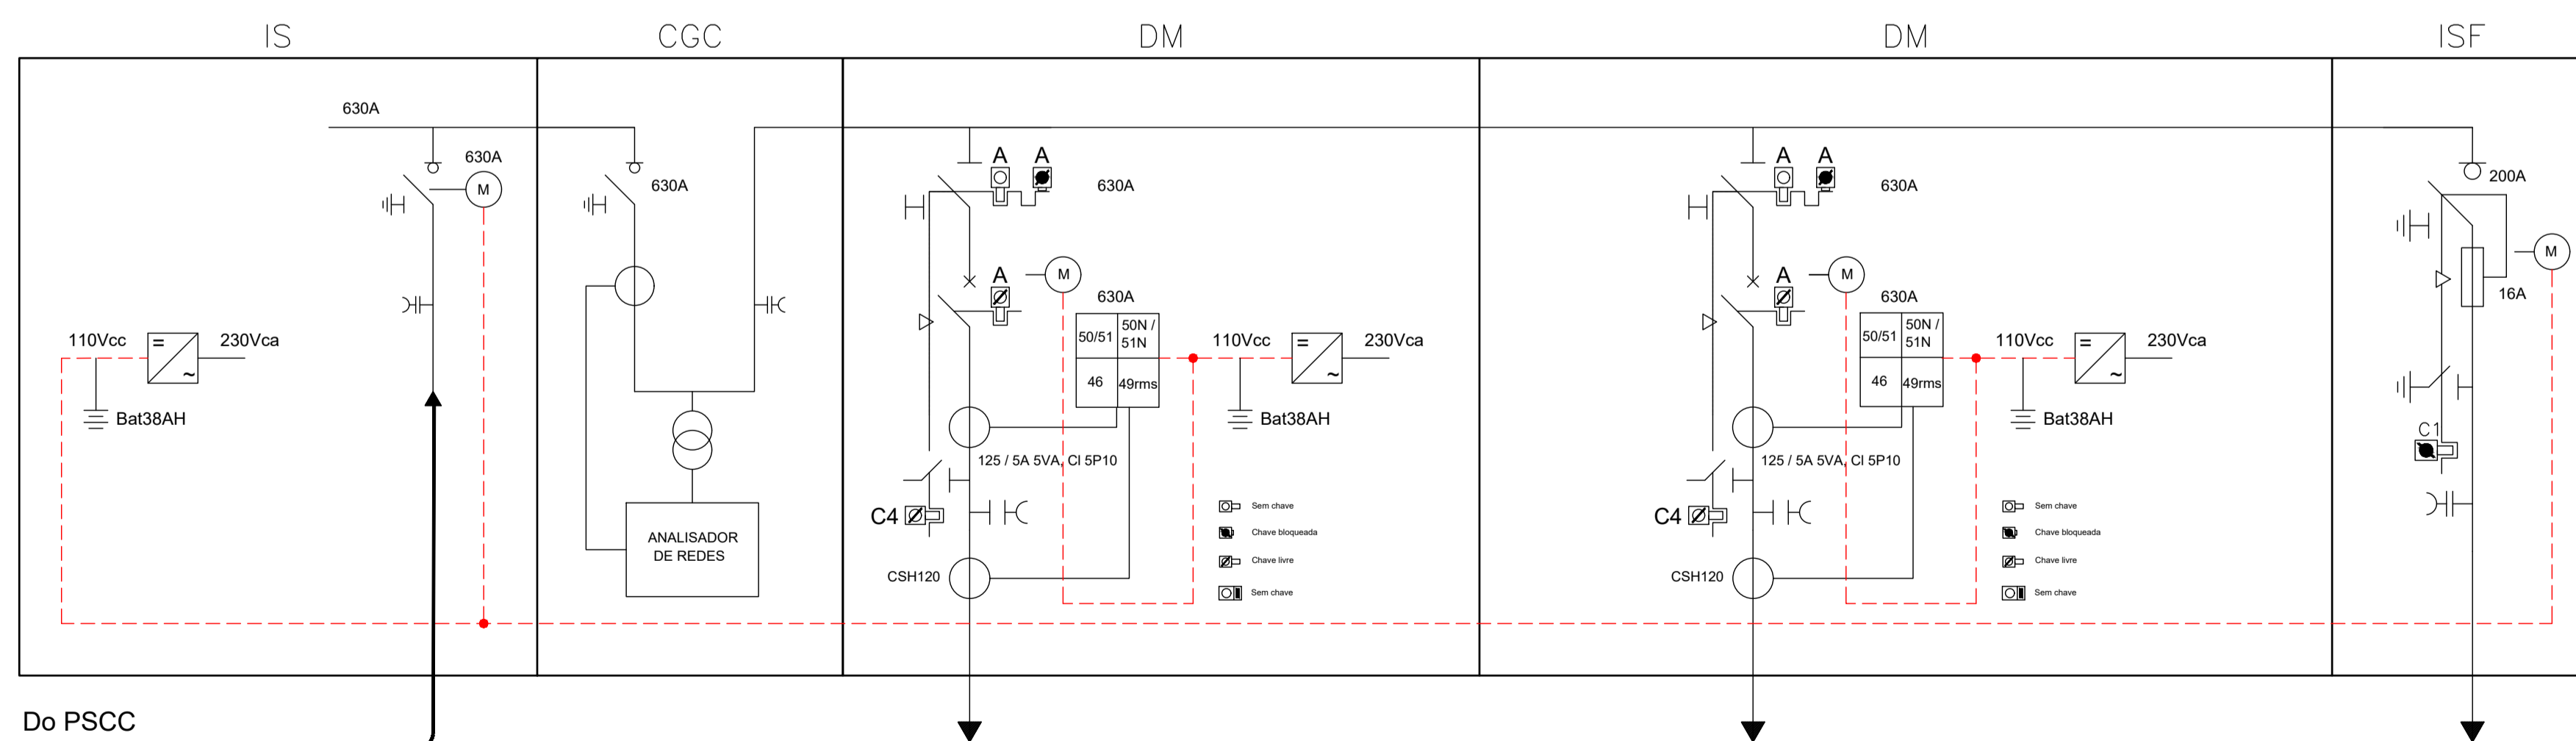 IS
CGC
DM
DM
ISF
630A
630A
M
110Vcc
=
~
230Vca
Bat38AH
630A
ANALISADOR
DE REDES
A
A
630A
A
M
630A
50/51
50N /
51N
46
49rms
110Vcc
=
~
230Vca
Bat38AH
125 / 5A 5VA, Cl 5P10
C4
CSH120
Sem chave
Chave bloqueada
Chave livre
Sem chave
A
A
630A
A
M
630A
50/51
50N /
51N
46
49rms
110Vcc
=
~
230Vca
Bat38AH
125 / 5A 5VA, Cl 5P10
C4
CSH120
Sem chave
Chave bloqueada
Chave livre
Sem chave
200A
M
16A
C1
Do PSCC